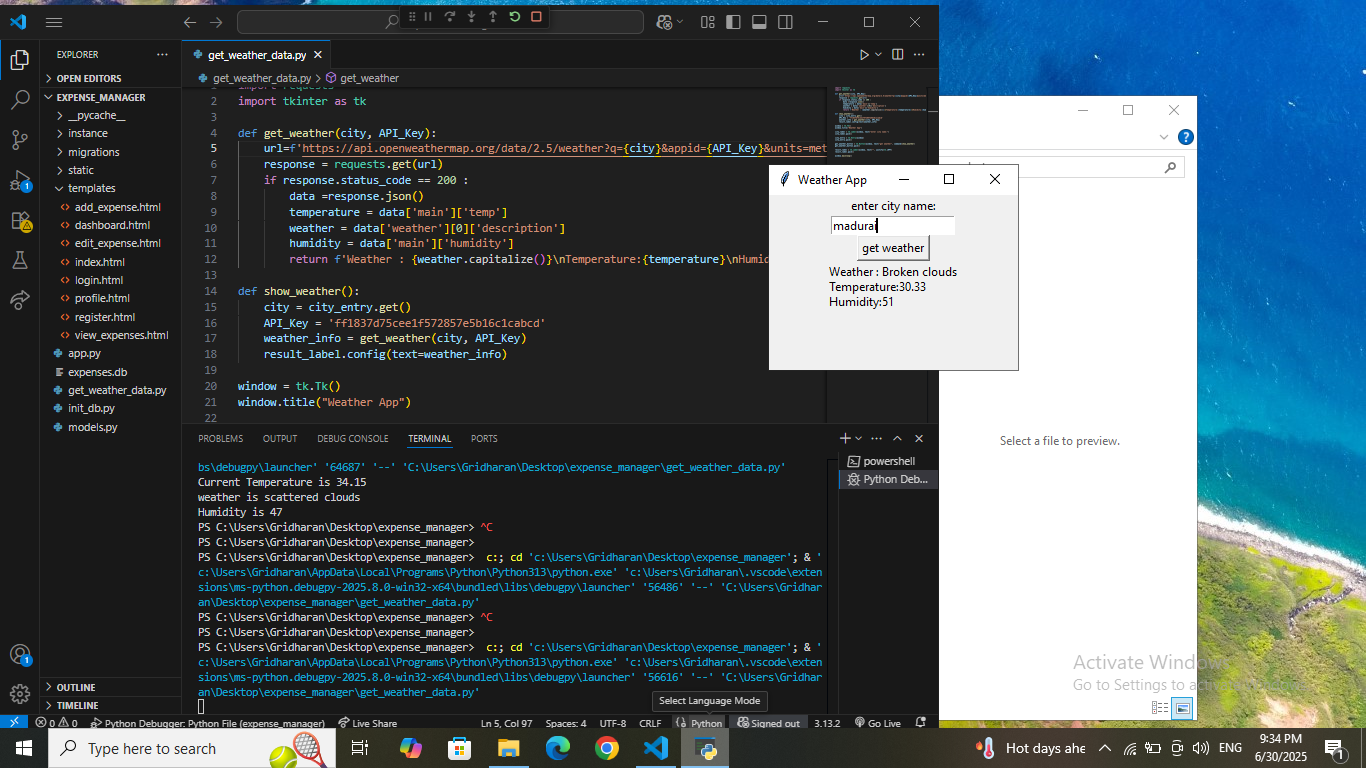 get_weather_data.py
EXPLORER
OPEN EDITORS
EXPENSE_MANAGER
__pycache__
instance
migrations
static
templates
add_expense.html
dashboard.html
edit_expense.html
index.html
login.html
profile.html
register.html
view_expenses.html
app.py
expenses.db
get_weather_data.py
init_db.py
models.py
OUTLINE
TIMELINE
get_weather_data.py > get_weather
1 import requests
2 import tkinter as tk
3
4 def get_weather(city, API_Key):
5 url=f'https://api.openweathermap.org/data/2.5/weather?q={city}&appid={API_Key}&units=met
6 response = requests.get(url)
7 if response.status_code == 200 :
8 data =response.json()
9 temperature = data['main']['temp']
10 weather = data['weather'][0]['description']
11 humidity = data['main']['humidity']
12 return f'Weather : {weather.capitalize()}\nTemperature:{temperature}\nHumid
13
14 def show_weather():
15 city = city_entry.get()
16 API_Key = 'ff1837d75cee1f572857e5b16c1cabcd'
17 weather_info = get_weather(city, API_Key)
18 result_label.config(text=weather_info)
19
20 window = tk.Tk()
21 window.title("Weather App")
22
Weather App
enter city name:
madurai
get weather
Weather : Broken clouds
Temperature:30.33
Humidity:51
Select a file to preview.
PROBLEMS OUTPUT DEBUG CONSOLE TERMINAL PORTS
powershell
Python Deb...
bs\debugpy\launcher' '64687' '--' 'C:\Users\Gridharan\Desktop\expense_manager\get_weather_data.py'
Current Temperature is 34.15
weather is scattered clouds
Humidity is 47
PS C:\Users\Gridharan\Desktop\expense_manager> ^C
PS C:\Users\Gridharan\Desktop\expense_manager>
PS C:\Users\Gridharan\Desktop\expense_manager> c:; cd 'c:\Users\Gridharan\Desktop\expense_manager'; & '
c:\Users\Gridharan\AppData\Local\Programs\Python\Python313\python.exe' 'c:\Users\Gridharan\.vscode\exten
sions\ms-python.debugpy-2025.8.0-win32-x64\bundled\libs\debugpy\launcher' '56486' '--' 'C:\Users\Gridhar
an\Desktop\expense_manager\get_weather_data.py'
PS C:\Users\Gridharan\Desktop\expense_manager> ^C
PS C:\Users\Gridharan\Desktop\expense_manager>
PS C:\Users\Gridharan\Desktop\expense_manager> c:; cd 'c:\Users\Gridharan\Desktop\expense_manager'; & '
c:\Users\Gridharan\AppData\Local\Programs\Python\Python313\python.exe' 'c:\Users\Gridharan\.vscode\exten
sions\ms-python.debugpy-2025.8.0-win32-x64\bundled\libs\debugpy\launcher' '56616' '--' 'C:\Users\Gridhar
an\Desktop\expense_manager\get_weather_data.py'
Select Language Mode
Activate Windows
Go to Settings to
0 0 Python Debugger: Python File (expense_manager) Live Share Ln 5, Col 97 Spaces: 4 UTF-8 CRLF Python Signed out 3.13.2 Go Live
Type here to search
Hot days ahe
ENG
9:34 PM
6/30/2025
1